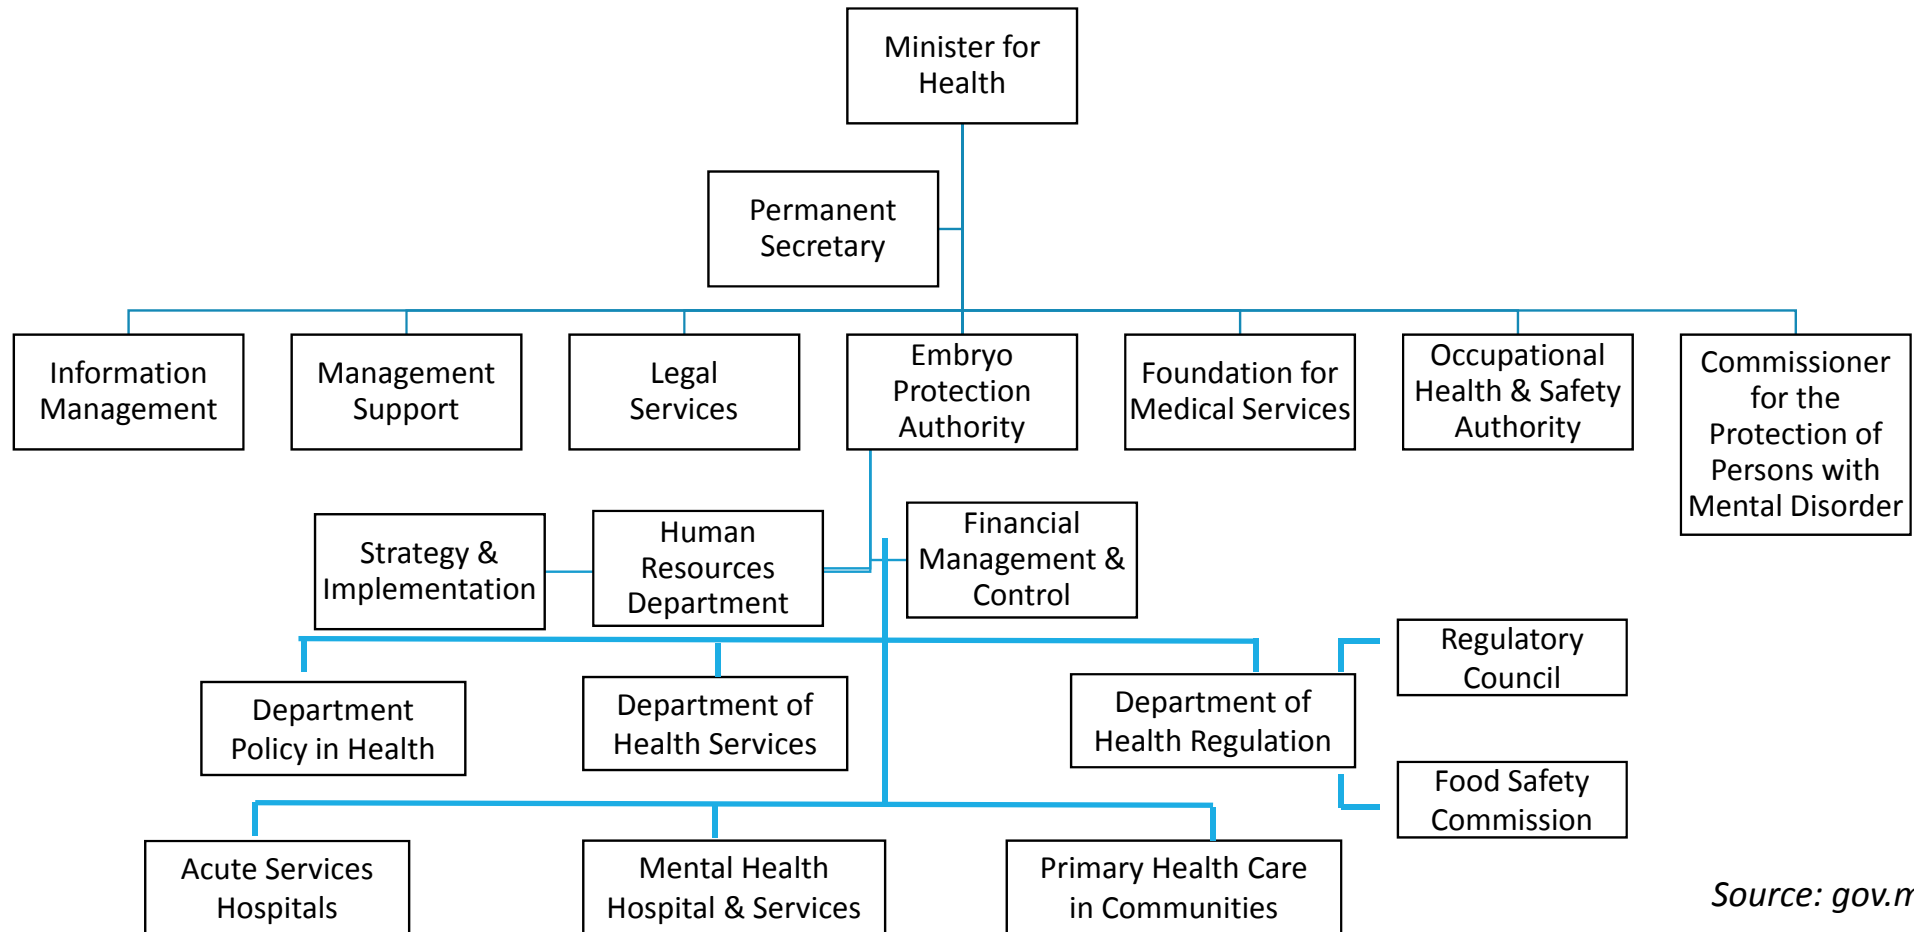 Minister for
Health
Permanent
Secretary
Information
Management
Management
Support
Legal
Services
Embryo
Protection
Authority
Foundation for
Medical Services
Occupational
Health & Safety
Authority
Commissioner
for the
Protection of
Persons with
Mental Disorder
Strategy &
Implementation
Human
Resources
Department
Financial
Management &
Control
Regulatory
Council
Department
Policy in Health
Department of
Health Services
Department of
Health Regulation
Food Safety
Commission
Acute Services
Hospitals
Mental Health
Hospital & Services
Primary Health Care
in Communities
Source: gov.m